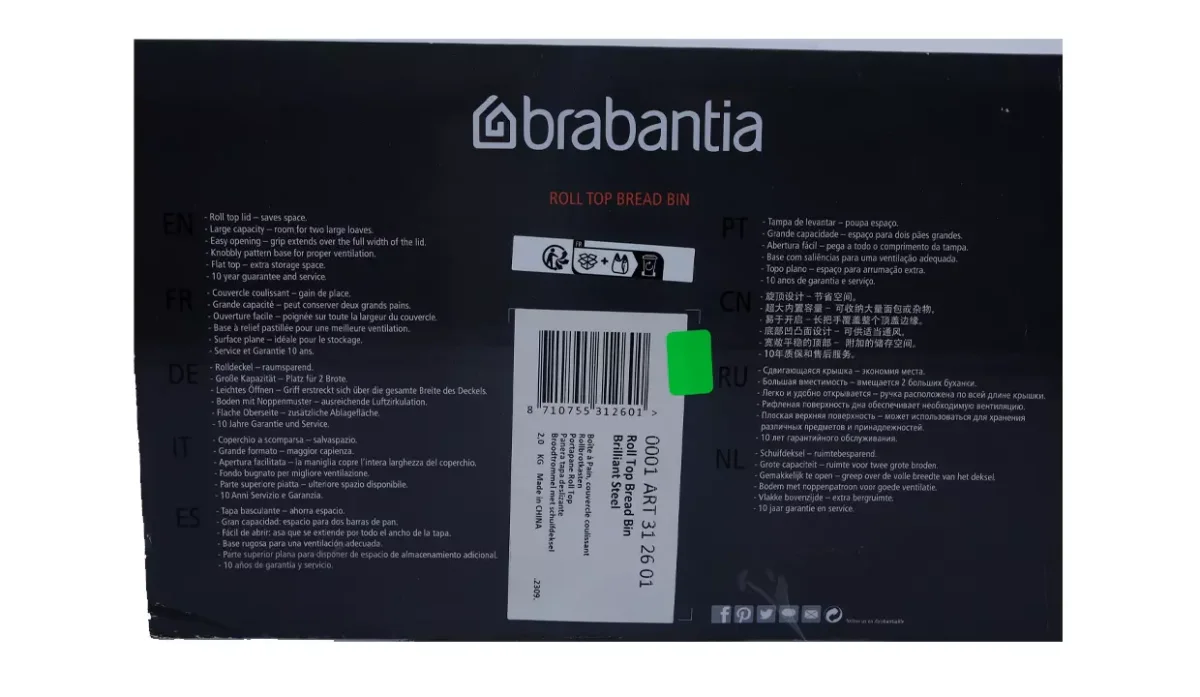 brabantia
ROLL TOP BREAD BIN
EN
- Roll top lid – saves space.
- Large capacity – room for two large loaves.
- Easy opening – grip extends over the full width of the lid.
- Knobbly pattern base for proper ventilation.
- Flat top – extra storage space.
- 10 year guarantee and service.
FR
- Couvercle coulissant – gain de place.
- Grande capacité – peut conserver deux grands pains.
- Ouverture facile – poignée sur toute la largeur du couvercle.
- Base à relief pastillée pour une meilleure ventilation.
- Surface plane – idéale pour le stockage.
- Service et Garantie 10 ans.
DE
- Rolldeckel – raumsparend.
- Große Kapazität – Platz für 2 Brote.
- Leichtes Öffnen – Griff erstreckt sich über die gesamte Breite des Deckels.
- Boden mit Noppenmuster – ausreichende Luftzirkulation.
- Flache Oberseite – zusätzliche Ablagefläche.
- 10 Jahre Garantie und Service.
IT
- Coperchio a scomparsa – salvaspazio.
- Grande formato – maggior capienza.
- Apertura facilitata – la maniglia copre l'intera larghezza del coperchio.
- Fondo bugnato per migliore ventilazione.
- Parte superiore piatta – ulteriore spazio disponibile.
- 10 Anni Servizio e Garanzia.
ES
- Tapa basculante – ahorra espacio.
- Gran capacidad: espacio para dos barras de pan.
- Fácil de abrir: asa que se extiende por todo el ancho de la tapa.
- Base rugosa para una ventilación adecuada.
- Parte superior plana para disponer de espacio de almacenamiento adicional.
- 10 años de garantía y servicio.
FR
8 710755 312601 >
0001 ART 31 26 01
Roll Top Bread Bin
Brilliant Steel
Boîte à Pain, couvercle coulissant
Rollbrotkasten
Portapane Roll Top
Panera tapa deslizante
Broodtrommel met schuifdeksel
2,0 KG Made in CHINA
.2309.
PT
- Tampa de levantar – poupa espaço.
- Grande capacidade – espaço para dois pães grandes.
- Abertura fácil – pega a todo o comprimento da tampa.
- Base com saliências para uma ventilação adequada.
- Topo plano – espaço para arrumação extra.
- 10 anos de garantia e serviço.
CN
- 旋顶设计 – 节省空间。
- 超大内置容量 – 可收纳大量面包或杂物。
- 易于开启 – 长把手覆盖整个顶盖边缘。
- 底部凹凸面设计 – 可供适当通风。
- 宽敞平稳的顶部 – 附加的储存空间。
- 10年质保和售后服务。
RU
- Сдвигающаяся крышка – экономия места.
- Большая вместимость – вмещается 2 больших буханки.
- Легко и удобно открывается – ручка расположена по всей длине крышки.
- Рифленая поверхность дна обеспечивает необходимую вентиляцию.
- Плоская верхняя поверхность – может использоваться для хранения
различных предметов и принадлежностей.
- 10 лет гарантийного обслуживания.
NL
- Schuifdeksel – ruimtebesparend.
- Grote capaciteit – ruimte voor twee grote broden.
- Gemakkelijk te open – greep over de volle breedte van het deksel.
- Bodem met noppenpatroon voor goede ventilatie.
- Vlakke bovenzijde – extra bergruimte.
- 10 jaar garantie en service.